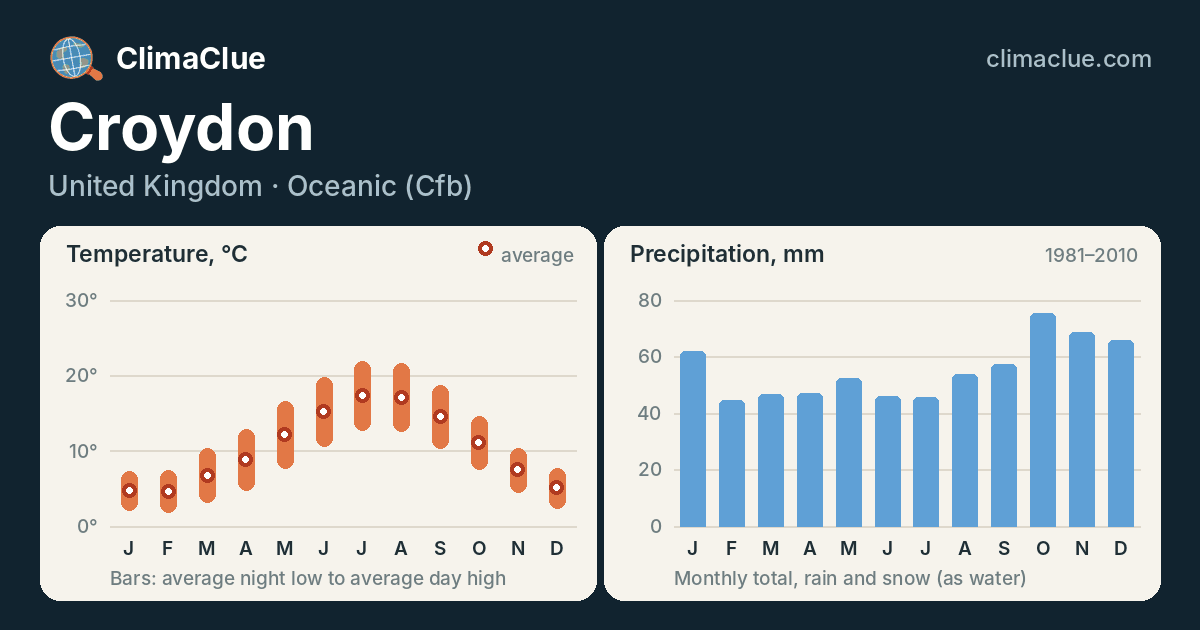 ClimaClue
climaclue.com
Croydon
United Kingdom · Oceanic (Cfb)
Temperature, °C
average
30°
20°
10°
0°
J F M A M J J A S O N D
Bars: average night low to average day high
Precipitation, mm
1981–2010
80
60
40
20
0
J F M A M J J A S O N D
Monthly total, rain and snow (as water)